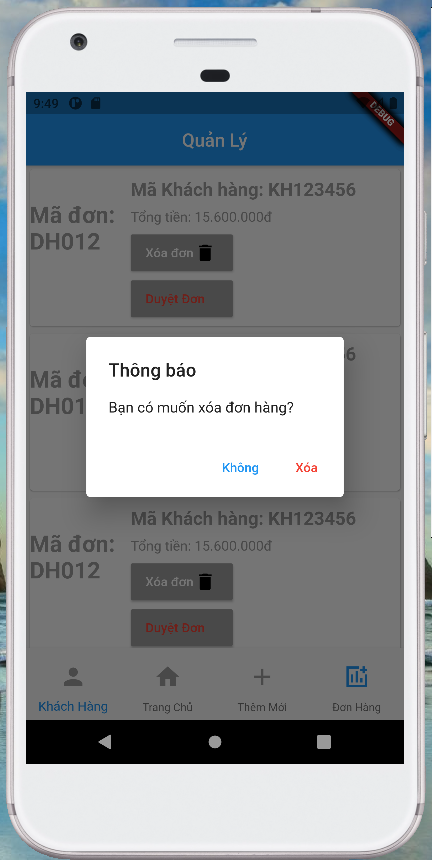 9:49
DEBUG
Quản Lý
Mã Khách hàng: KH123456
Mã đơn:
DH012
Tổng tiền: 15.600.000đ
Xóa đơn
Duyệt Đơn
6
Mã đ
DH01
Thông báo
Bạn có muốn xóa đơn hàng?
Không
Xóa
Mã Khách hàng: KH123456
Mã đơn:
DH012
Tổng tiền: 15.600.000đ
Xóa đơn
Duyệt Đơn
Khách Hàng
Trang Chủ
Thêm Mới
Đơn Hàng